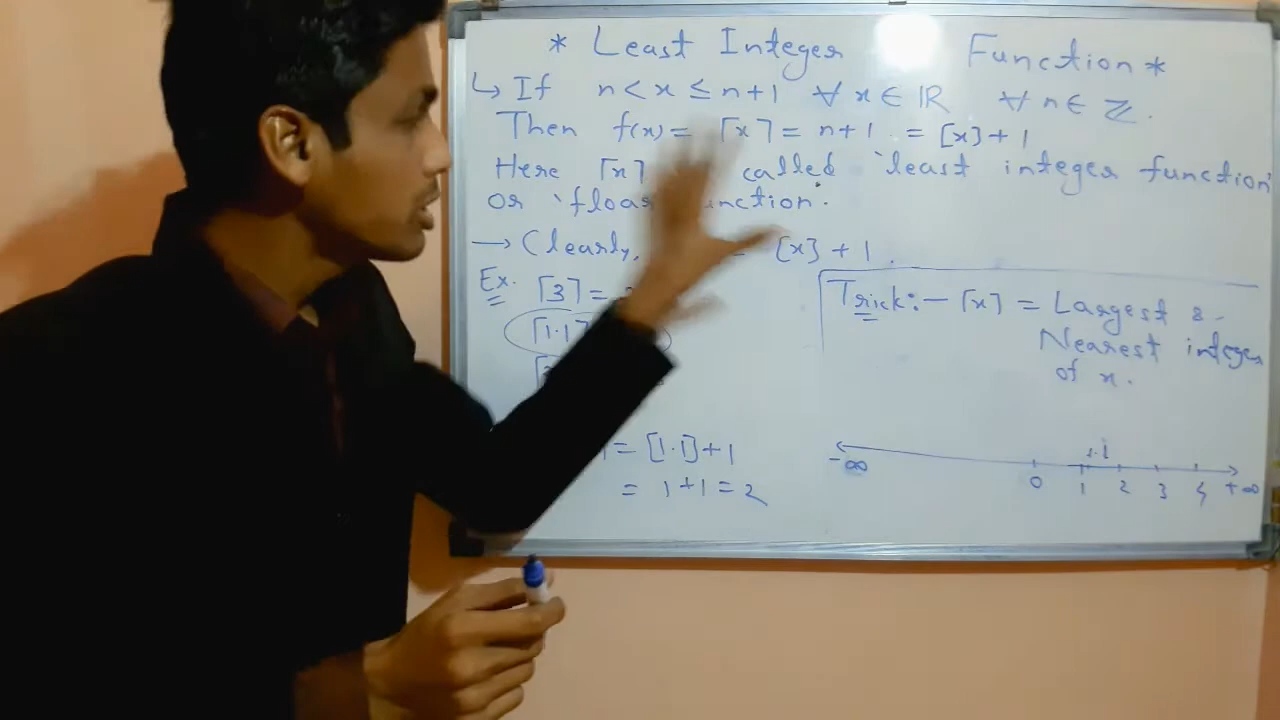 * Least Integer Function *
↳ If n < x ≤ n+1 ∀ x ∈ ℝ ∀ n ∈ ℤ.
Then f(x) = ⌈x⌉ = n+1 = [x]+1
Here ⌈x⌉ called 'least integer function'
or
→ Clearly, [x]+1.
Ex. ⌈3⌉ =
⌈1.1⌉
= [1.1]+1
= 1+1=2
Trick:- ⌈x⌉ = Largest &
Nearest integer
of x.
1.1
-∞ 0 1 2 3 4 +∞